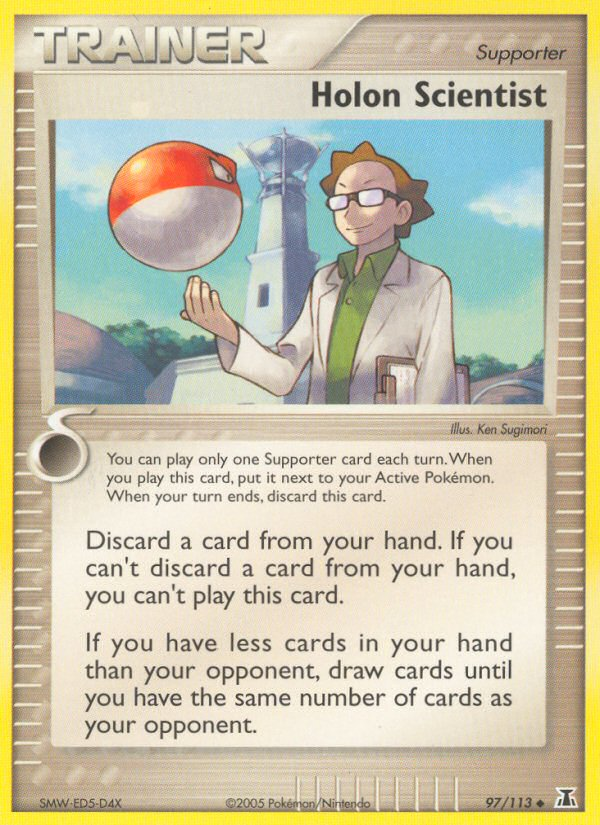 TRAINER
Supporter
Holon Scientist
Illus. Ken Sugimori
You can play only one Supporter card each turn. When
you play this card, put it next to your Active Pokémon.
When your turn ends, discard this card.
Discard a card from your hand. If you
can't discard a card from your hand,
you can't play this card.
If you have less cards in your hand
than your opponent, draw cards until
you have the same number of cards as
your opponent.
SMW-ED5-D4X
©2005 Pokémon/Nintendo
97/113